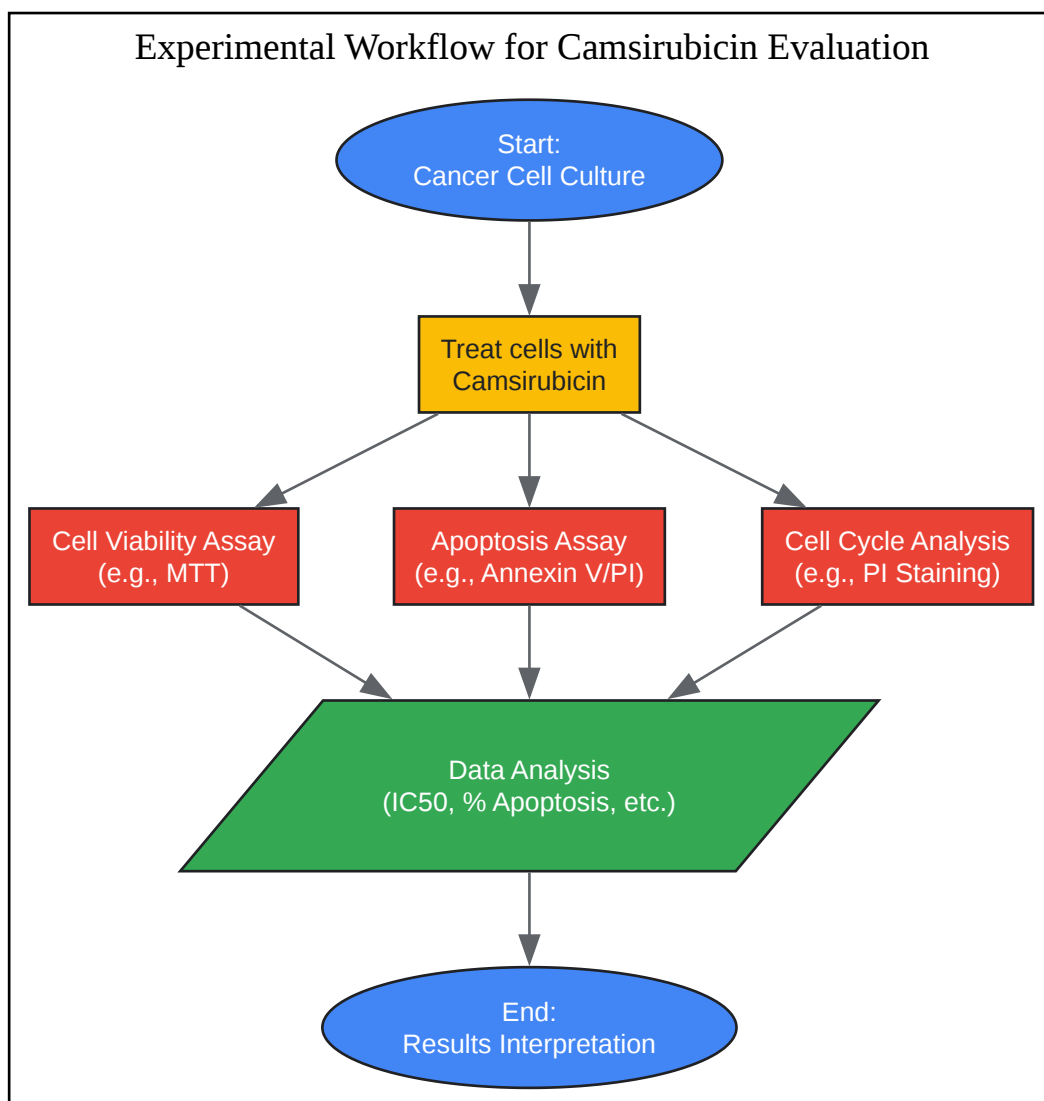 Experimental Workflow for Camsirubicin Evaluation
Start:
Cancer Cell Culture
Treat cells with
Camsirubicin
Cell Viability Assay
(e.g., MTT)
Apoptosis Assay
(e.g., Annexin V/PI)
Cell Cycle Analysis
(e.g., PI Staining)
Data Analysis
(IC50, % Apoptosis, etc.)
End:
Results Interpretation